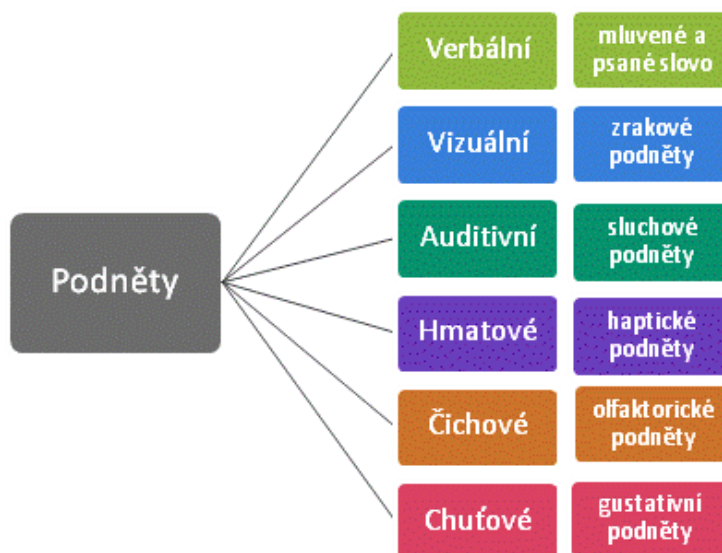 Podněty
Verbální
mluvené a
psané slovo
Vizuální
zrakové
podněty
Auditivní
sluchové
podněty
Hmatové
haptické
podněty
Čichové
olfaktorické
podněty
Chuťové
gustativní
podněty